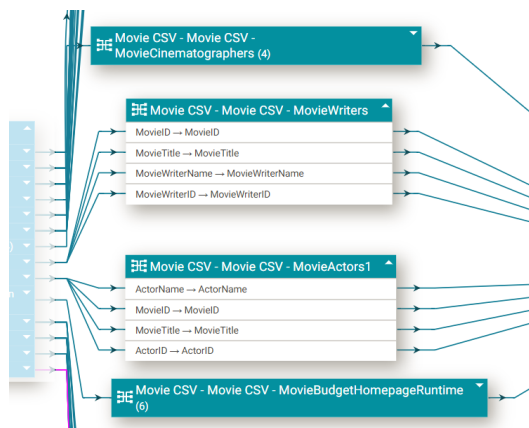 Movie CSV - Movie CSV -
MovieCinematographers (4)
Movie CSV - Movie CSV - MovieWriters
MovieID → MovieID
MovieTitle → MovieTitle
MovieWriterName → MovieWriterName
MovieWriterID → MovieWriterID
)
Movie CSV - Movie CSV - MovieActors1
n
ActorName → ActorName
MovieID → MovieID
MovieTitle → MovieTitle
ActorID → ActorID
Movie CSV - Movie CSV - MovieBudgetHomepageRuntime
(6)